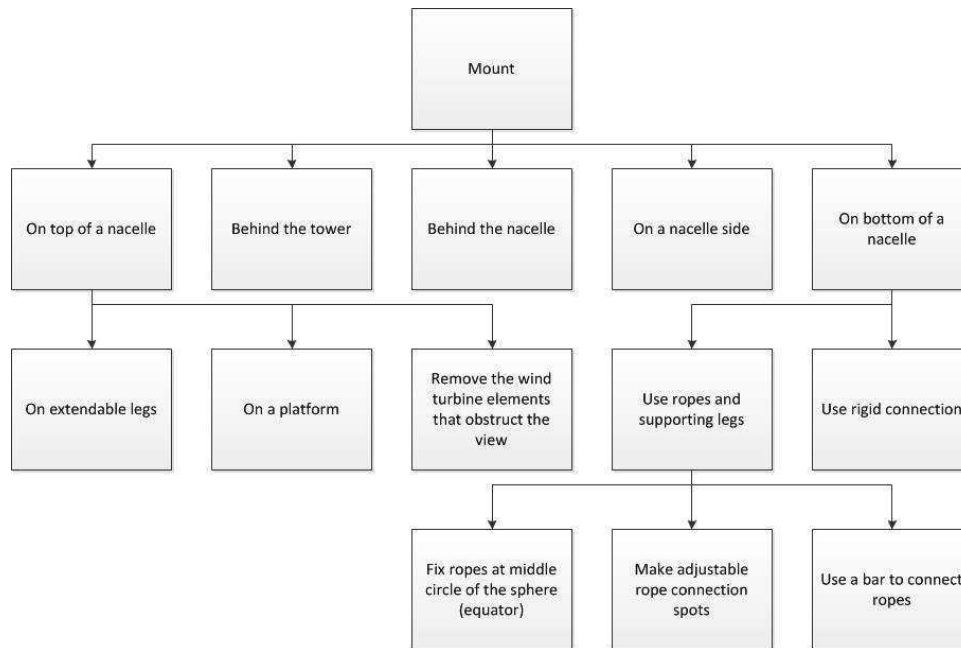 Mount
On top of a nacelle
Behind the tower
Behind the nacelle
On a nacelle side
On bottom of a
nacelle
On extendable legs
On a platform
Remove the wind
turbine elements
that obstruct the
view
Use ropes and
supporting legs
Use rigid connection
Fix ropes at middle
circle of the sphere
(equator)
Make adjustable
rope connection
spots
Use a bar to connect
ropes